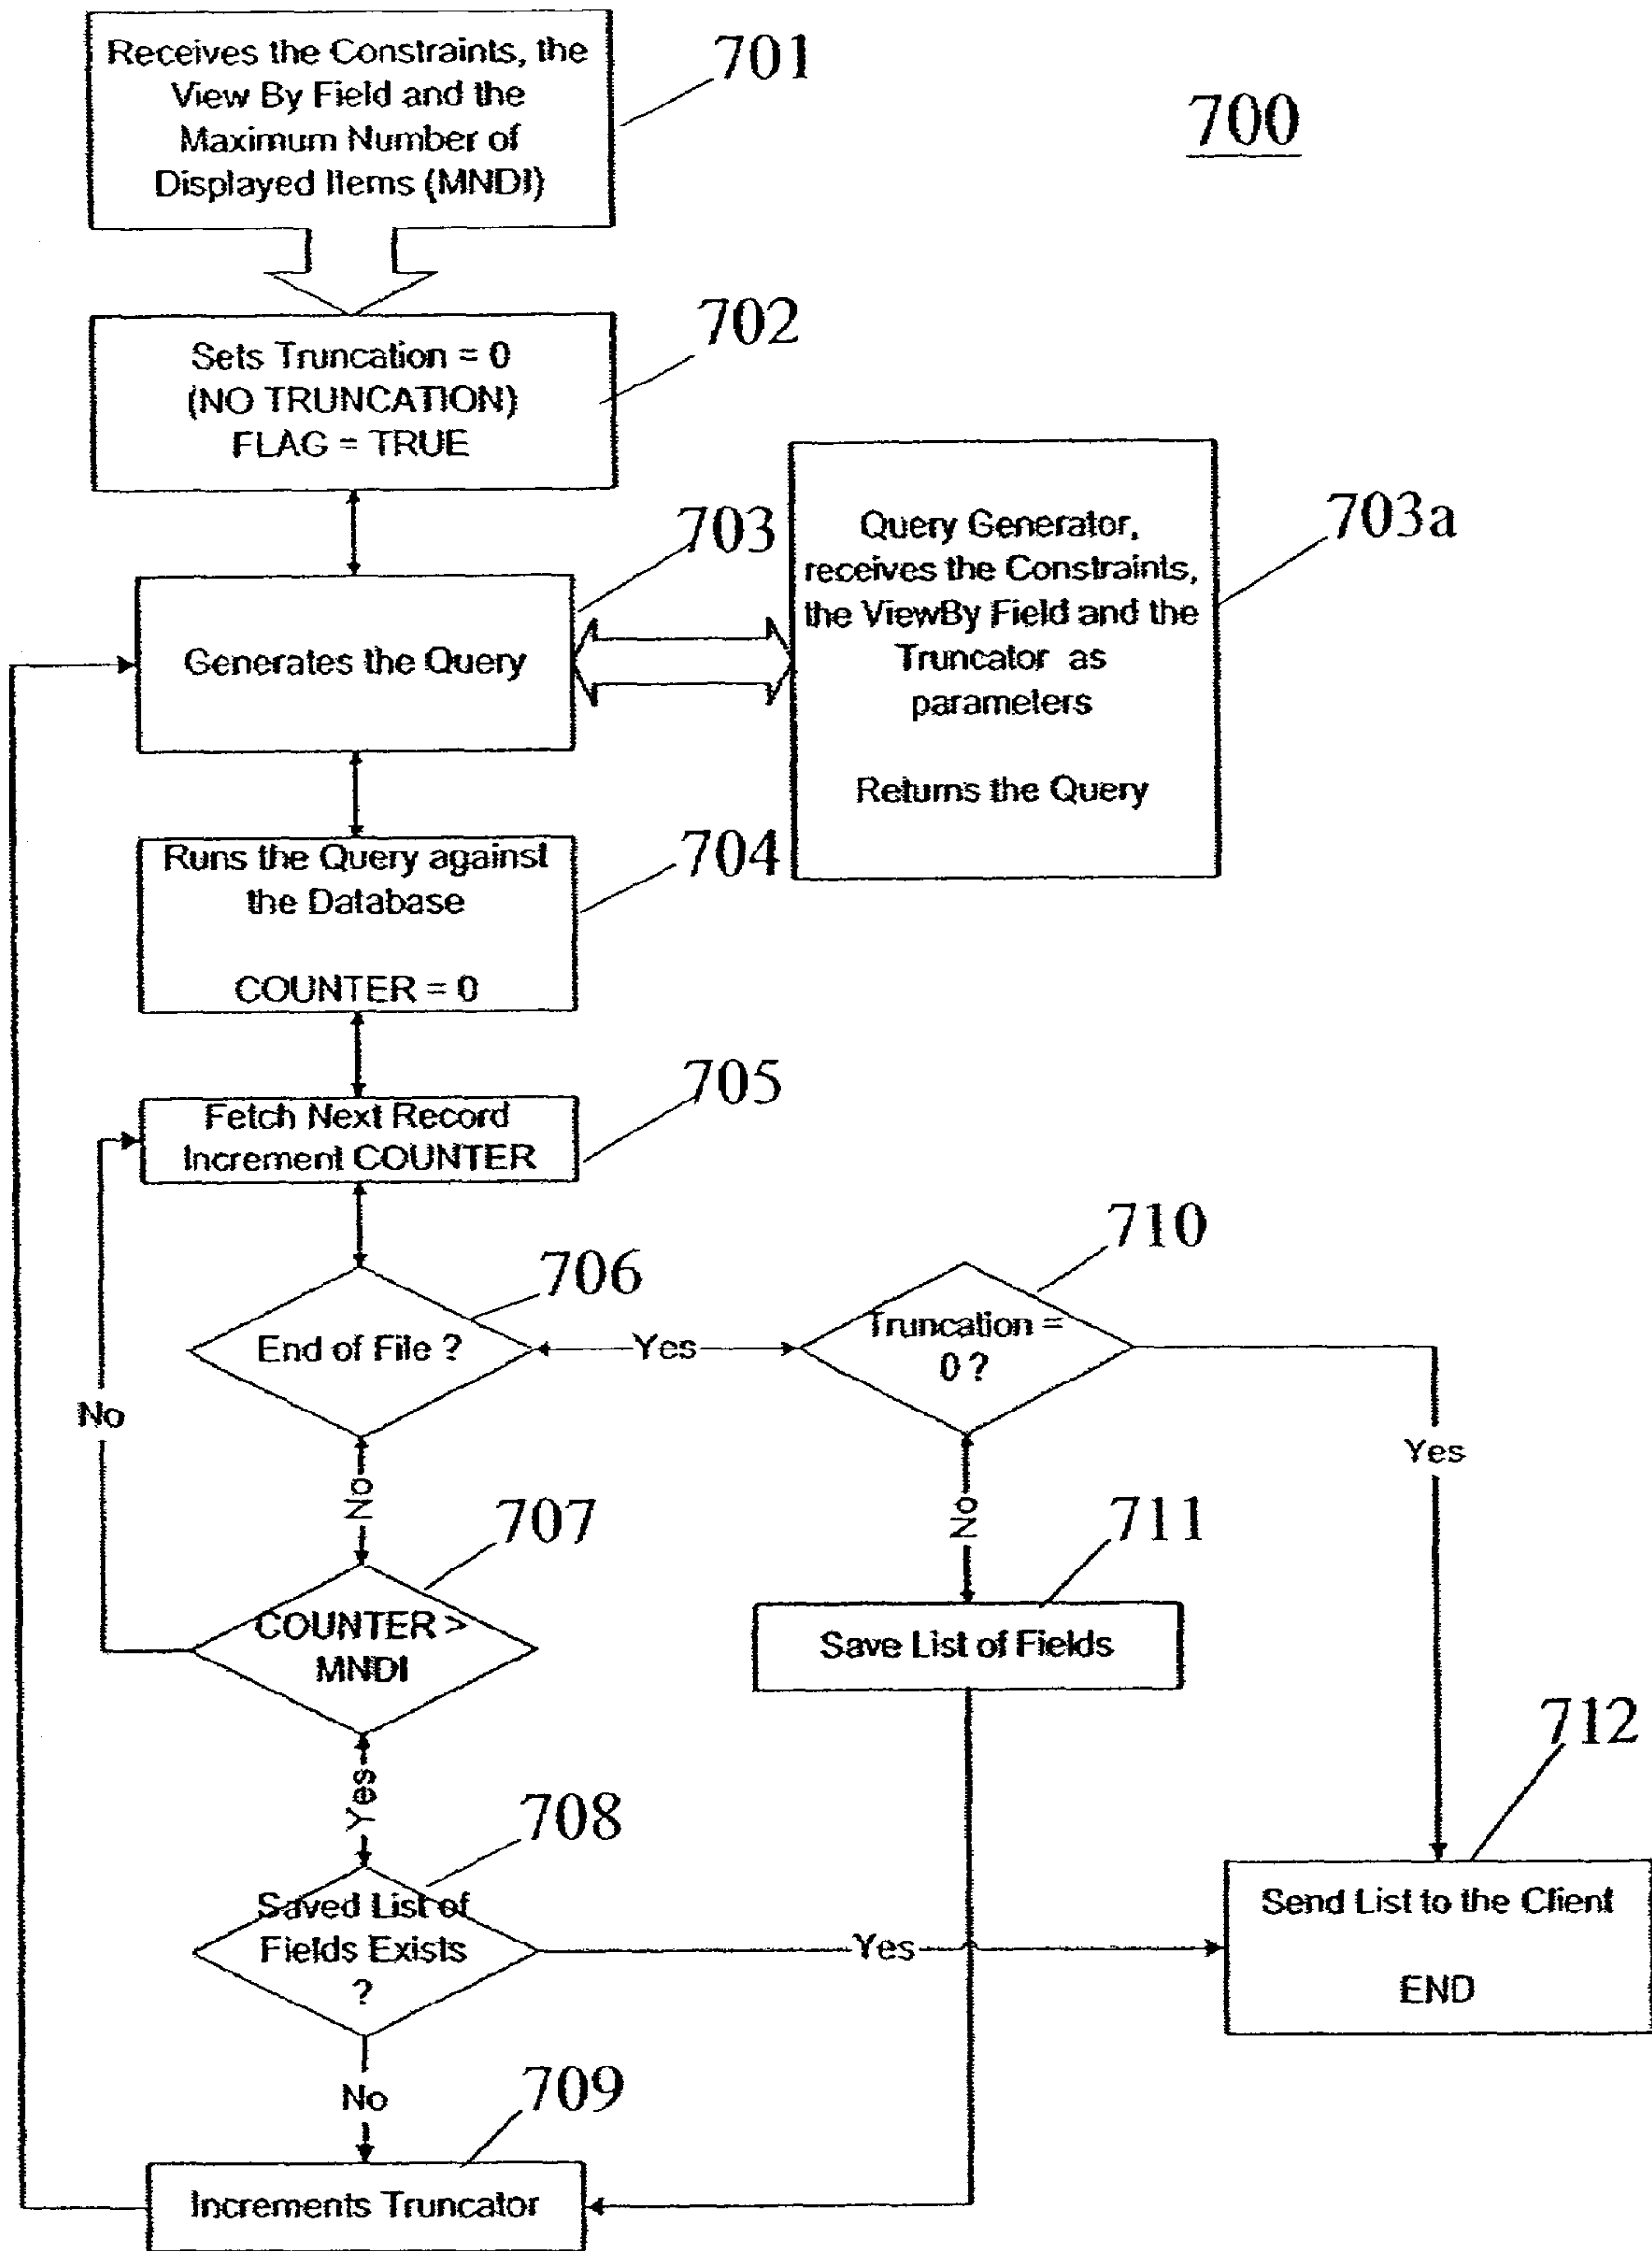 Receives the Constraints, the
View By Field and the
Maximum Number of
Displayed Items (MNDI)
701
700
Sets Truncation = 0
(NO TRUNCATION)
FLAG = TRUE
702
Generates the Query
703
Query Generator,
receives the Constraints,
the ViewBy Field and the
Truncator as
parameters
Returns the Query
703a
Runs the Query against
the Database
COUNTER = 0
704
Fetch Next Record
Increment COUNTER
705
End of File ?
706
Yes
Truncation =
0 ?
710
No
No
Yes
No
COUNTER >
MNDI
707
Save List of Fields
711
Yes
Saved List of
Fields Exists
?
708
Yes
Send List to the Client
END
712
No
Increments Truncator
709